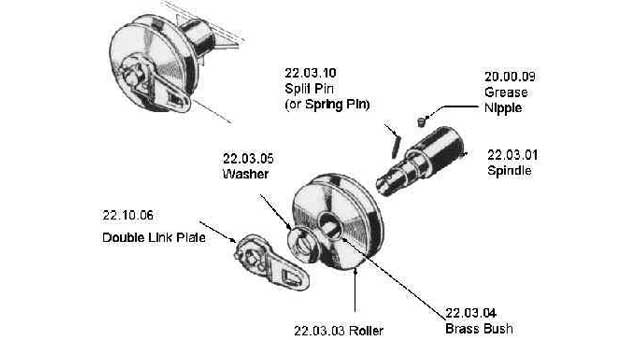 22.03.10
Split Pin
(or Spring Pin)
20.00.09
Grease
Nipple
22.03.05
Washer
22.03.01
Spindle
22.10.06
Double Link Plate
22.03.04
Brass Bush
22.03.03 Roller